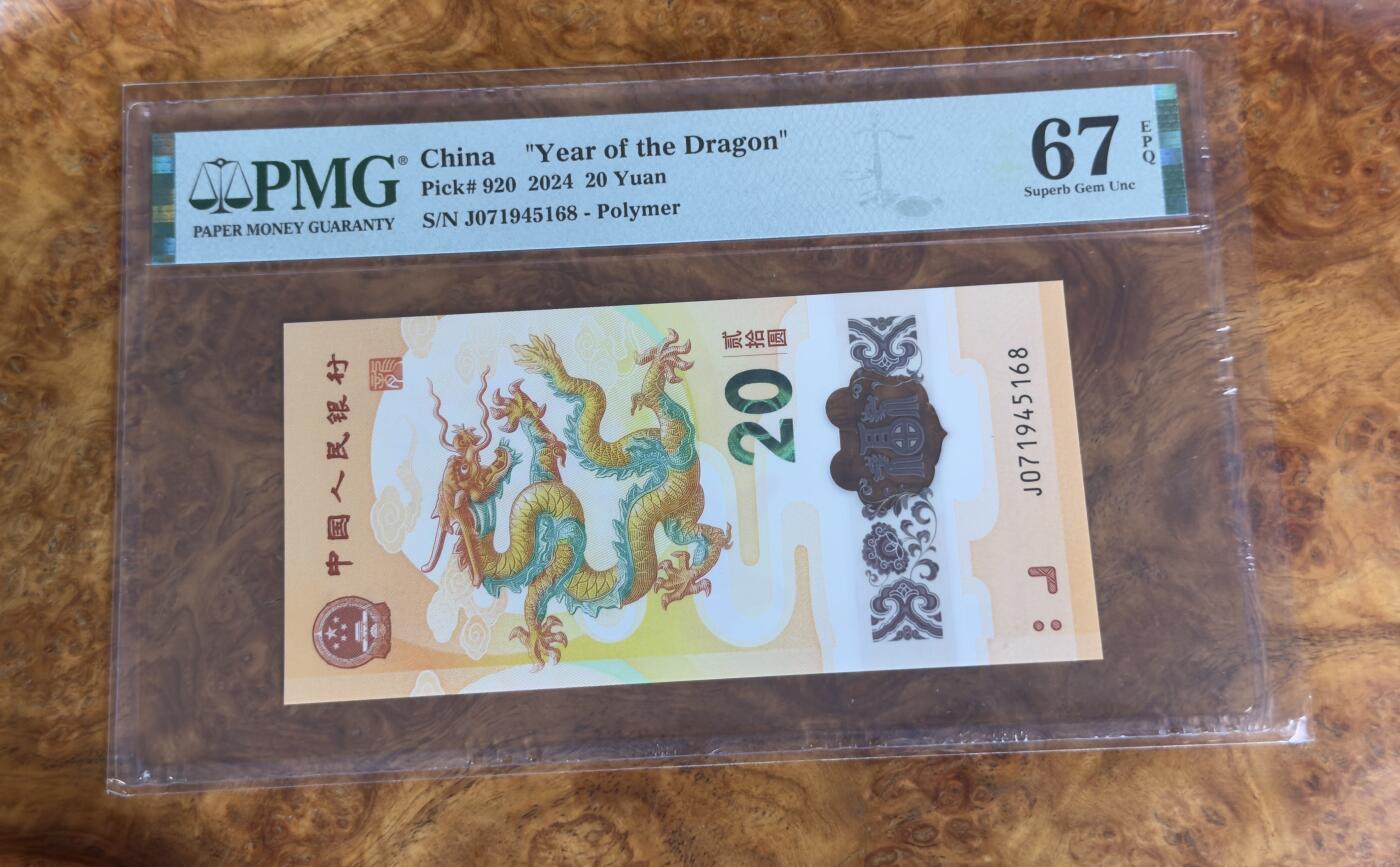 PMG®
PAPER MONEY GUARANTY
China "Year of the Dragon"
Pick# 920 2024 20 Yuan
S/N J071945168 - Polymer
67
EPQ
Superb Gem Unc
中国人民银行
贰拾圆
20
J071945168